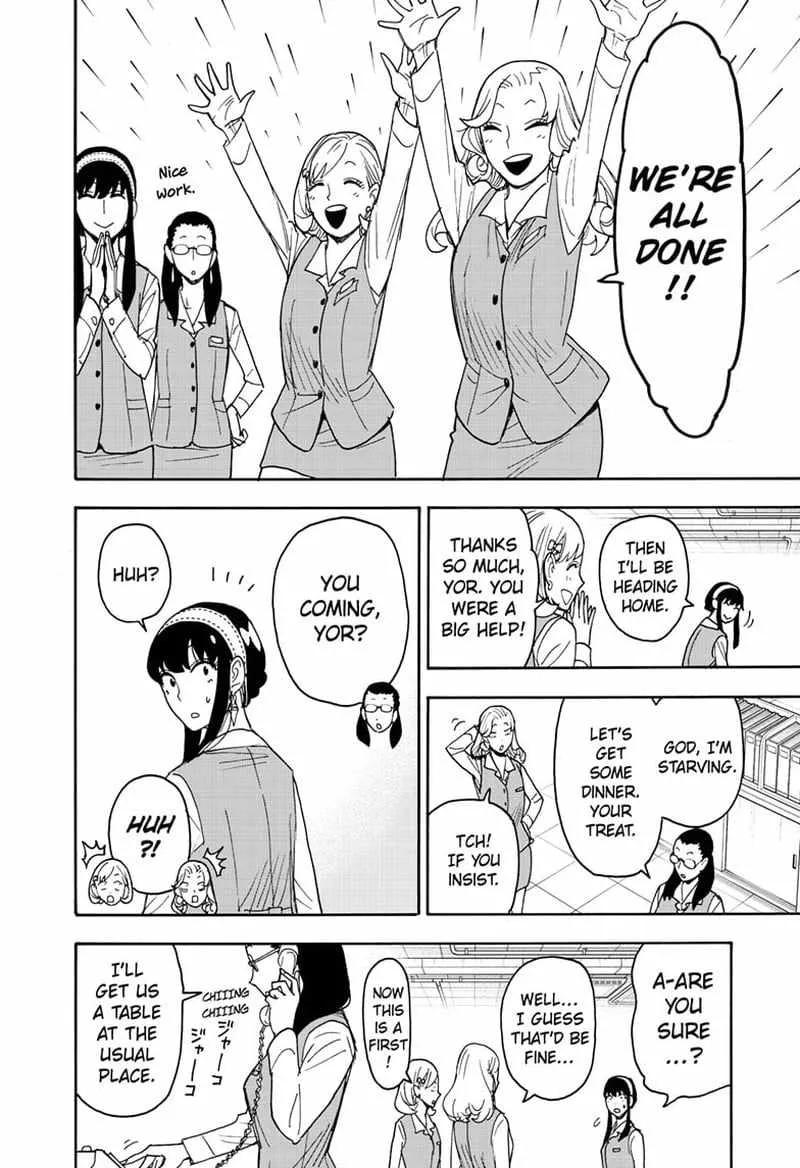 WE'RE
ALL
DONE
!!
Nice
work.
THEN
I'LL BE
HEADING
HOME.
THANKS
SO MUCH,
YOR. YOU
WERE A
BIG HELP!
GOD, I'M
STARVING.
LET'S
GET
SOME
DINNER.
YOUR
TREAT.
TCH!
IF YOU
INSIST.
YOU
COMING,
YOR?
HUH?
HUH
?!
A-ARE
YOU
SURE
...?
WELL...
I GUESS
THAT'D BE
FINE...
NOW
THIS IS
A FIRST
!
CHIIING
CHIIING
ジャーコ
ジャーコ
I'LL
GET US
A TABLE
AT THE
USUAL
PLACE.